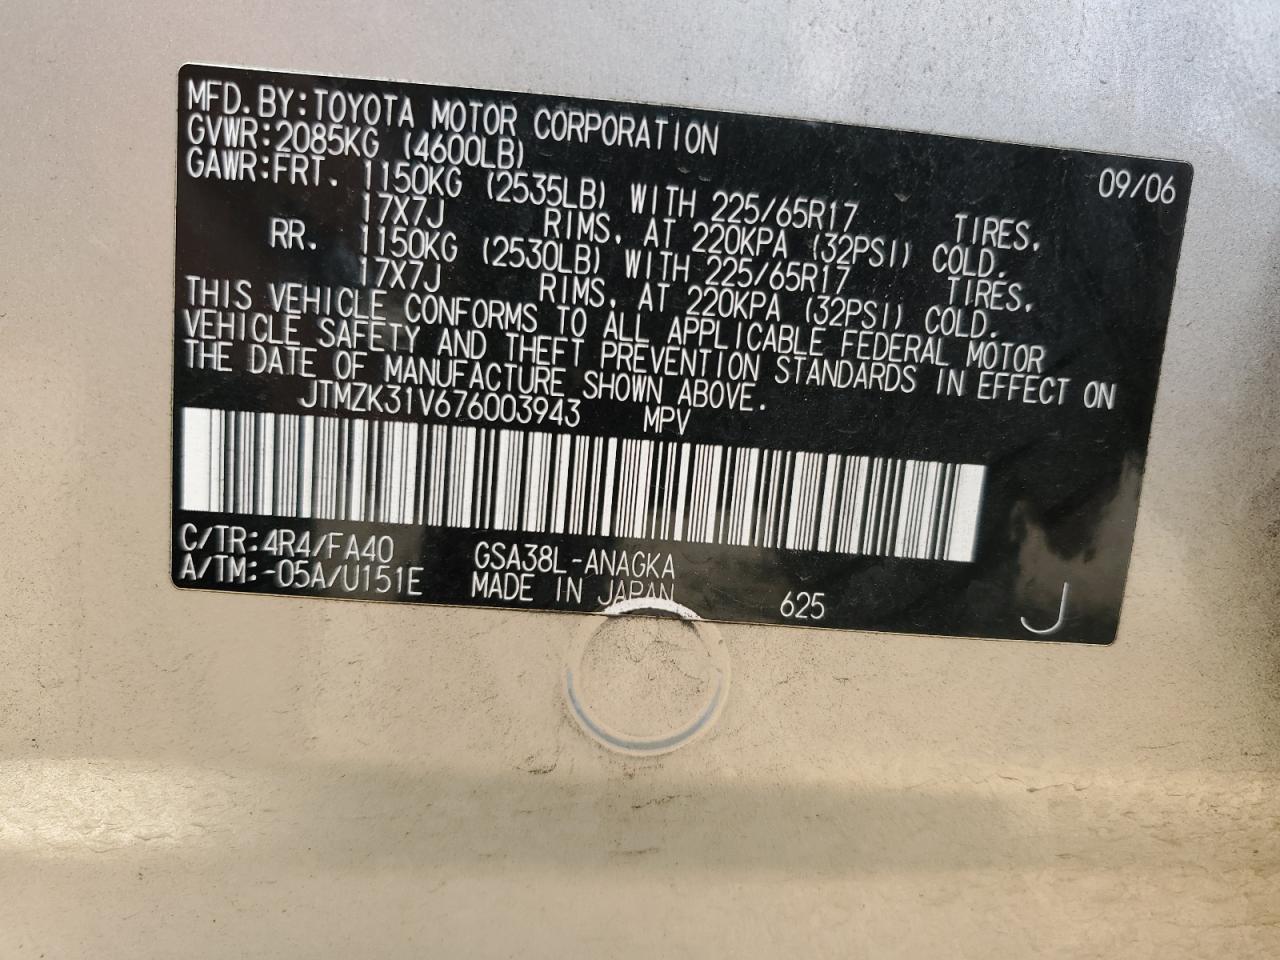 MFD.BY:TOYOTA MOTOR CORPORATION 09/06
GVWR:2085KG (4600LB)
GAWR:FRT. 1150KG (2535LB) WITH 225/65R17 TIRES,
17X7J RIMS, AT 220KPA (32PSI) COLD.
RR. 1150KG (2530LB) WITH 225/65R17 TIRES,
17X7J RIMS, AT 220KPA (32PSI) COLD.
THIS VEHICLE CONFORMS TO ALL APPLICABLE FEDERAL MOTOR
VEHICLE SAFETY AND THEFT PREVENTION STANDARDS IN EFFECT ON
THE DATE OF MANUFACTURE SHOWN ABOVE.
JTMZK31V676003943 MPV
C/TR:4R4/FA40 GSA38L-ANAGKA
A/TM:-05A/U151E MADE IN JAPAN 625 J